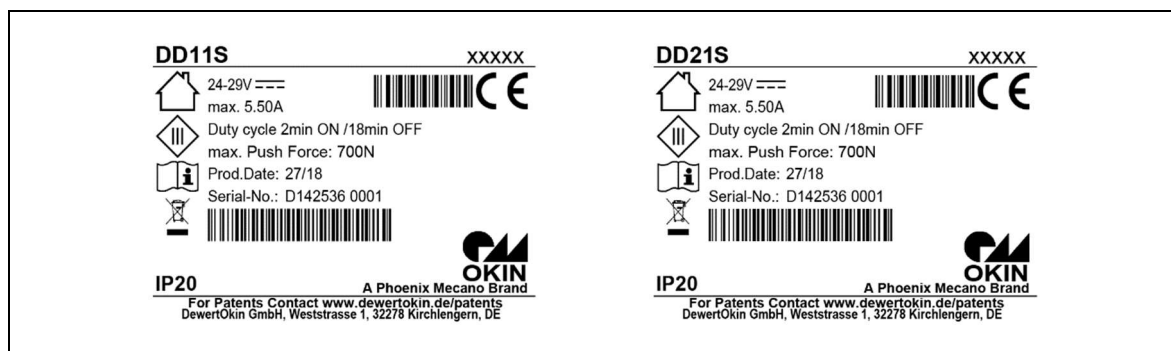 DD11S XXXXX
24-29V
max. 5.50A
CE
Duty cycle 2min ON /18min OFF
max. Push Force: 700N
Prod.Date: 27/18
Serial-No.: D142536 0001
OKIN
IP20 A Phoenix Mecano Brand
For Patents Contact www.dewertokin.de/patents
DewertOkin GmbH, Weststrasse 1, 32278 Kirchlengern, DE
DD21S XXXXX
24-29V
max. 5.50A
CE
Duty cycle 2min ON /18min OFF
max. Push Force: 700N
Prod.Date: 27/18
Serial-No.: D142536 0001
OKIN
IP20 A Phoenix Mecano Brand
For Patents Contact www.dewertokin.de/patents
DewertOkin GmbH, Weststrasse 1, 32278 Kirchlengern, DE